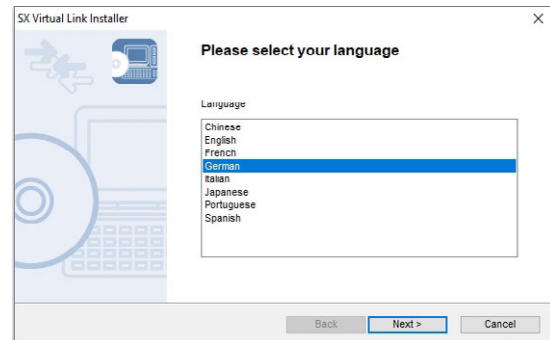 SX Virtual Link Installer
Please select your language
Language
Chinese
English
French
German
Italian
Japanese
Portuguese
Spanish
Back
Next >
Cancel